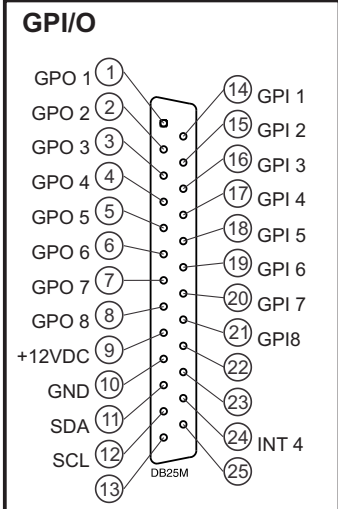 GPI/O
GPO 1 1
GPO 2 2
GPO 3 3
GPO 4 4
GPO 5 5
GPO 6 6
GPO 7 7
GPO 8 8
+12VDC 9
GND 10
SDA 11
SCL 12
13
14 GPI 1
15 GPI 2
16 GPI 3
17 GPI 4
18 GPI 5
19 GPI 6
20 GPI 7
21 GPI8
22
23
24 INT 4
25
DB25M